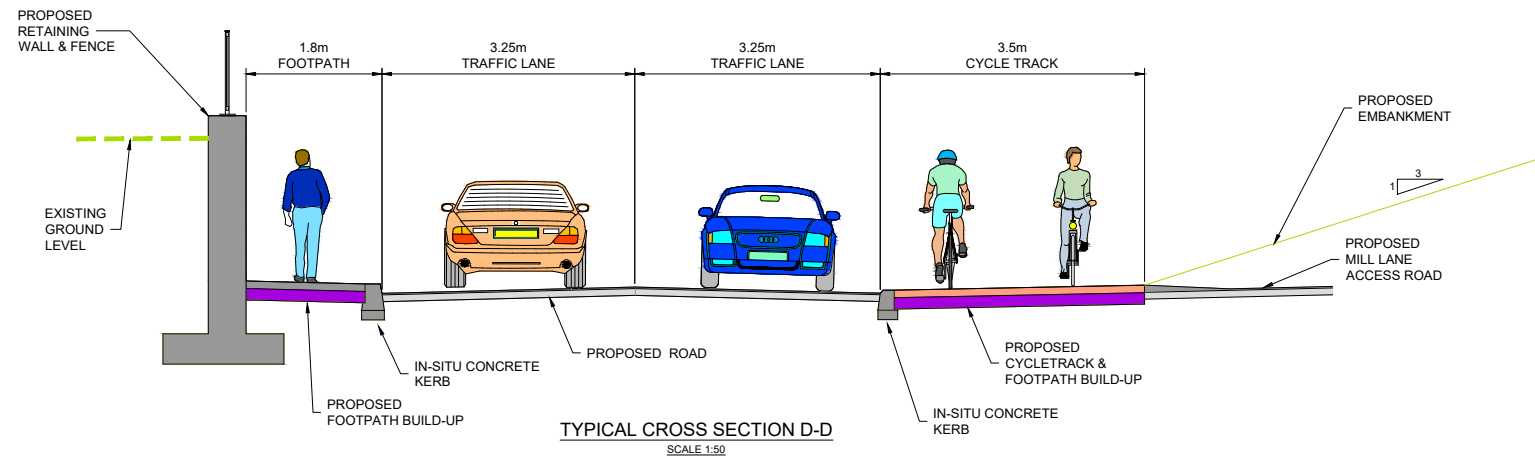 PROPOSED
RETAINING
WALL & FENCE
1.8m
FOOTPATH
3.25m
TRAFFIC LANE
3.25m
TRAFFIC LANE
3.5m
CYCLE TRACK
PROPOSED
EMBANKMENT
3
1
EXISTING
GROUND
LEVEL
PROPOSED
MILL LANE
ACCESS ROAD
PROPOSED ROAD
IN-SITU CONCRETE
KERB
PROPOSED
FOOTPATH BUILD-UP
PROPOSED
CYCLETRACK &
FOOTPATH BUILD-UP
IN-SITU CONCRETE
KERB
TYPICAL CROSS SECTION D-D
SCALE 1:50